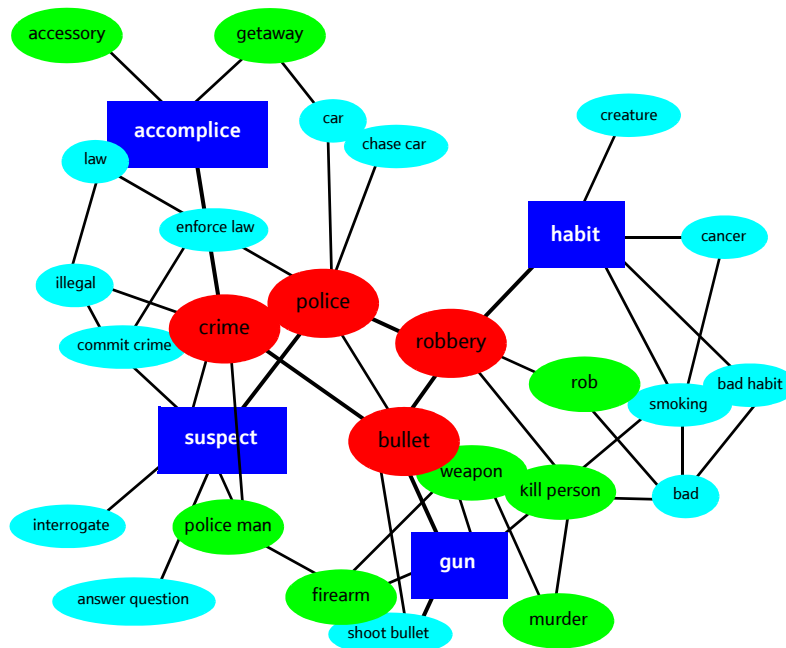 accessory
getaway
car
creature
accomplice
chase car
law
enforce law
habit
cancer
illegal
police
crime
robbery
commit crime
rob
bad habit
smoking
suspect
bullet
weapon
kill person
bad
interrogate
police man
gun
answer question
firearm
murder
shoot bullet